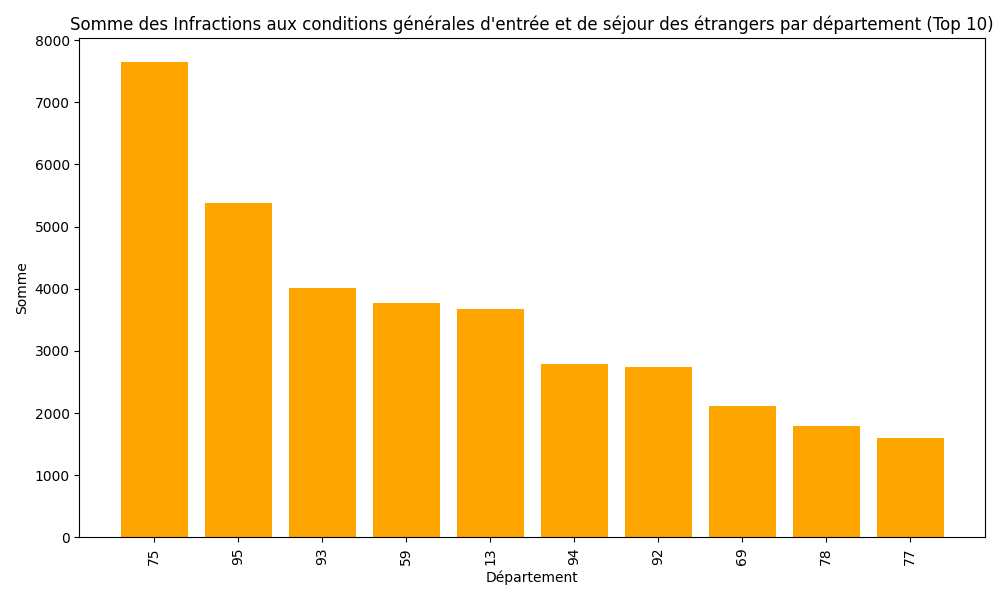 Somme des Infractions aux conditions générales d'entrée et de séjour des étrangers par département (Top 10)
8000
7000
6000
5000
4000
3000
2000
1000
0
Somme
75 95 93 59 13 94 92 69 78 77
Département